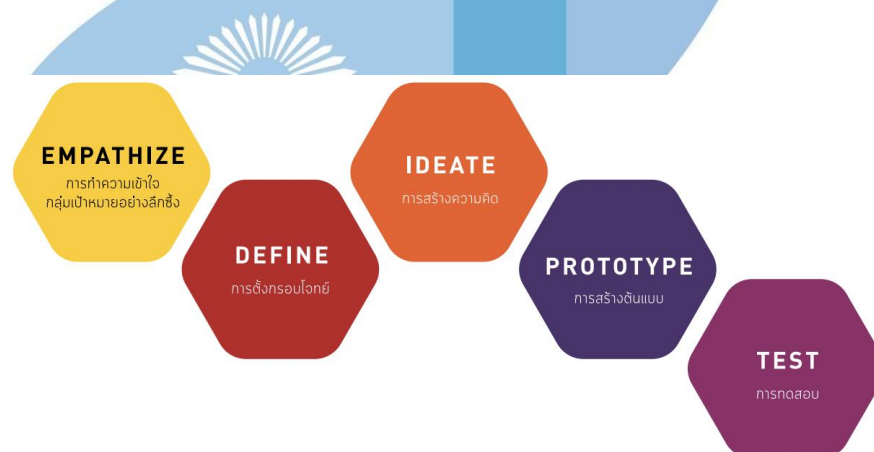 EMPATHIZE
การทำความเข้าใจ
กลุ่มเป้าหมายอย่างลึกซึ้ง
DEFINE
การตั้งกรอบโจทย์
IDEATE
การสร้างความคิด
PROTOTYPE
การสร้างต้นแบบ
TEST
การทดสอบ